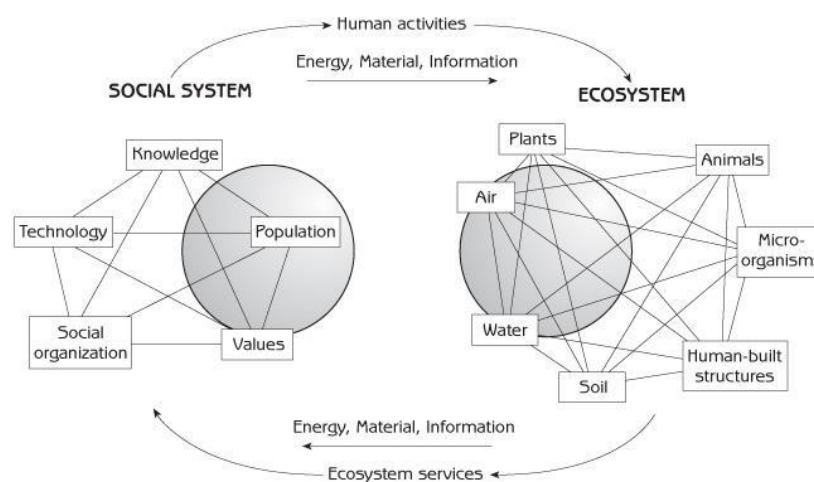 Human activities
Energy, Material, Information
SOCIAL SYSTEM
ECOSYSTEM
Knowledge
Technology
Population
Social
organization
Values
Plants
Animals
Air
Micro-
organisms
Water
Soil
Human-built
structures
Energy, Material, Information
Ecosystem services